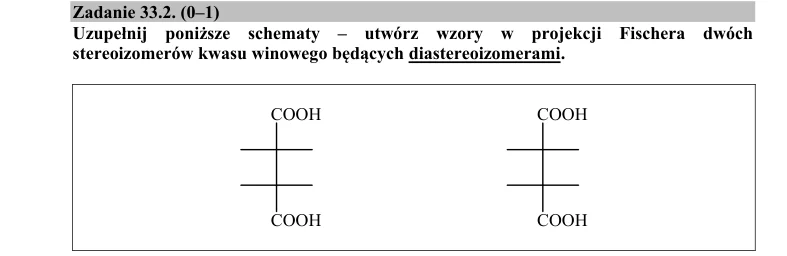 Zadanie 33.2. (0–1)
Uzupełnij poniższe schematy – utwórz wzory w projekcji Fischera dwóch
stereoizomerów kwasu winowego będących diastereoizomerami.
COOH COOH
COOH COOH